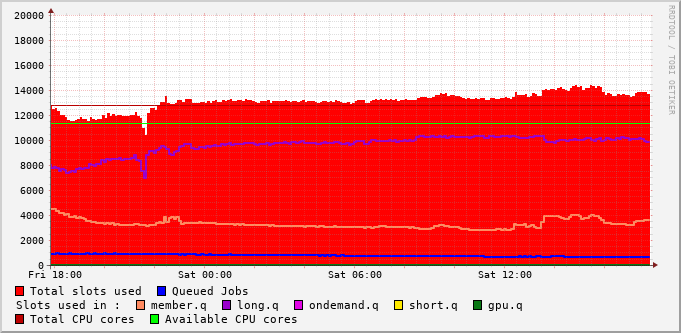 20000
18000
16000
14000
12000
10000
8000
6000
4000
2000
0
Fri 18:00 Sat 00:00 Sat 06:00 Sat 12:00
RRDTOOL / TOBI OETIKER
Total slots used Queued Jobs
Slots used in : member.q long.q ondemand.q short.q gpu.q
Total CPU cores Available CPU cores